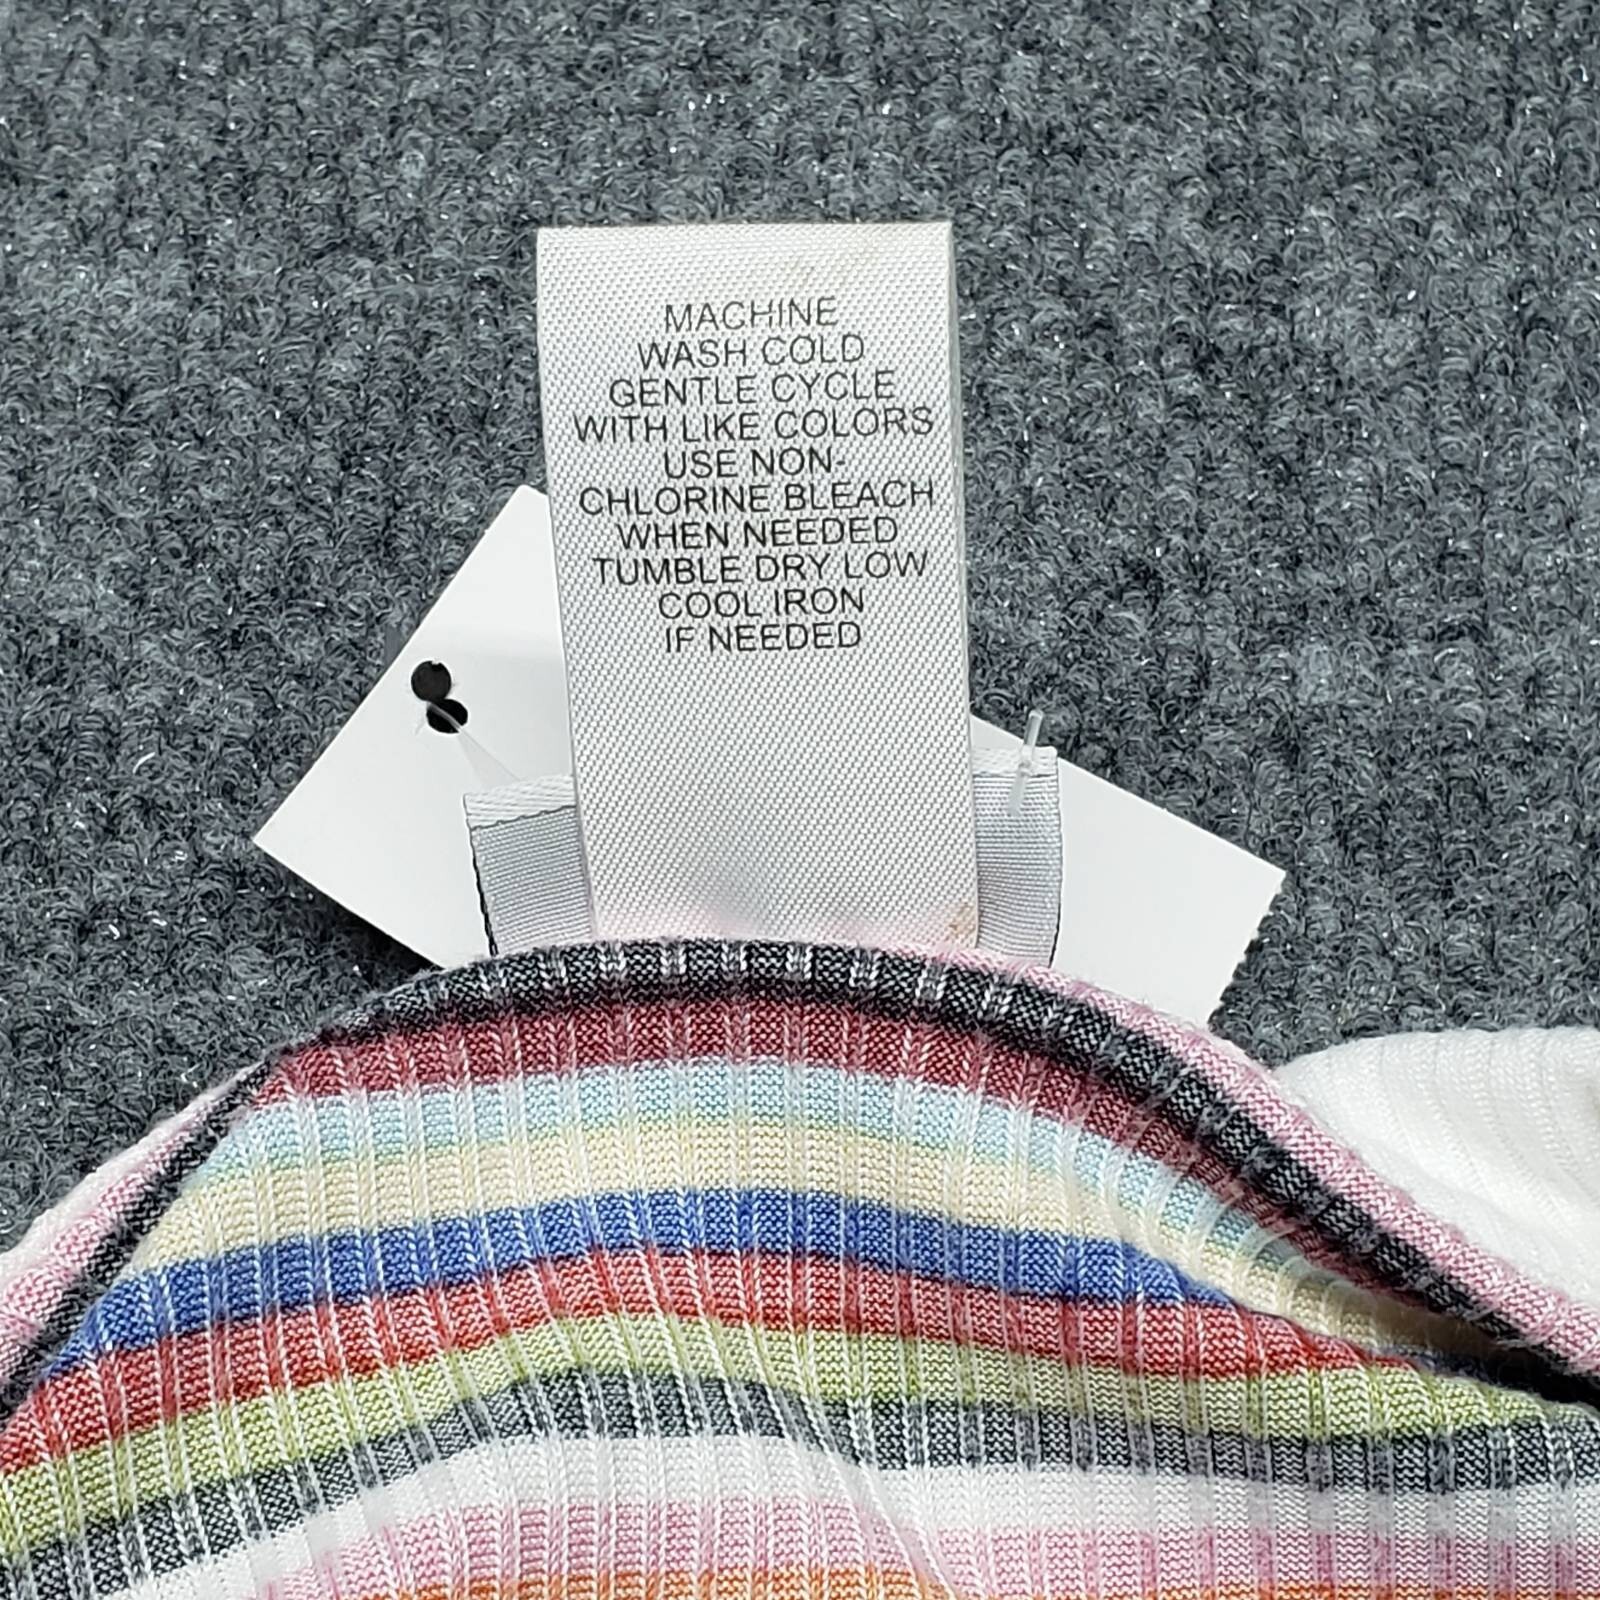 MACHINE
WASH COLD
GENTLE CYCLE
WITH LIKE COLORS
USE NON-
CHLORINE BLEACH
WHEN NEEDED
TUMBLE DRY LOW
COOL IRON
IF NEEDED